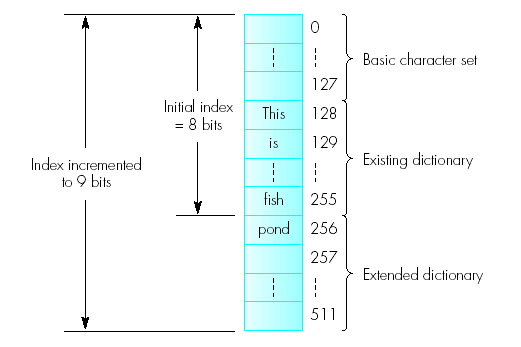 0
Basic character set
127
Initial index
= 8 bits
This 128
is 129
Index incremented
to 9 bits
Existing dictionary
fish 255
pond 256
257
Extended dictionary
511